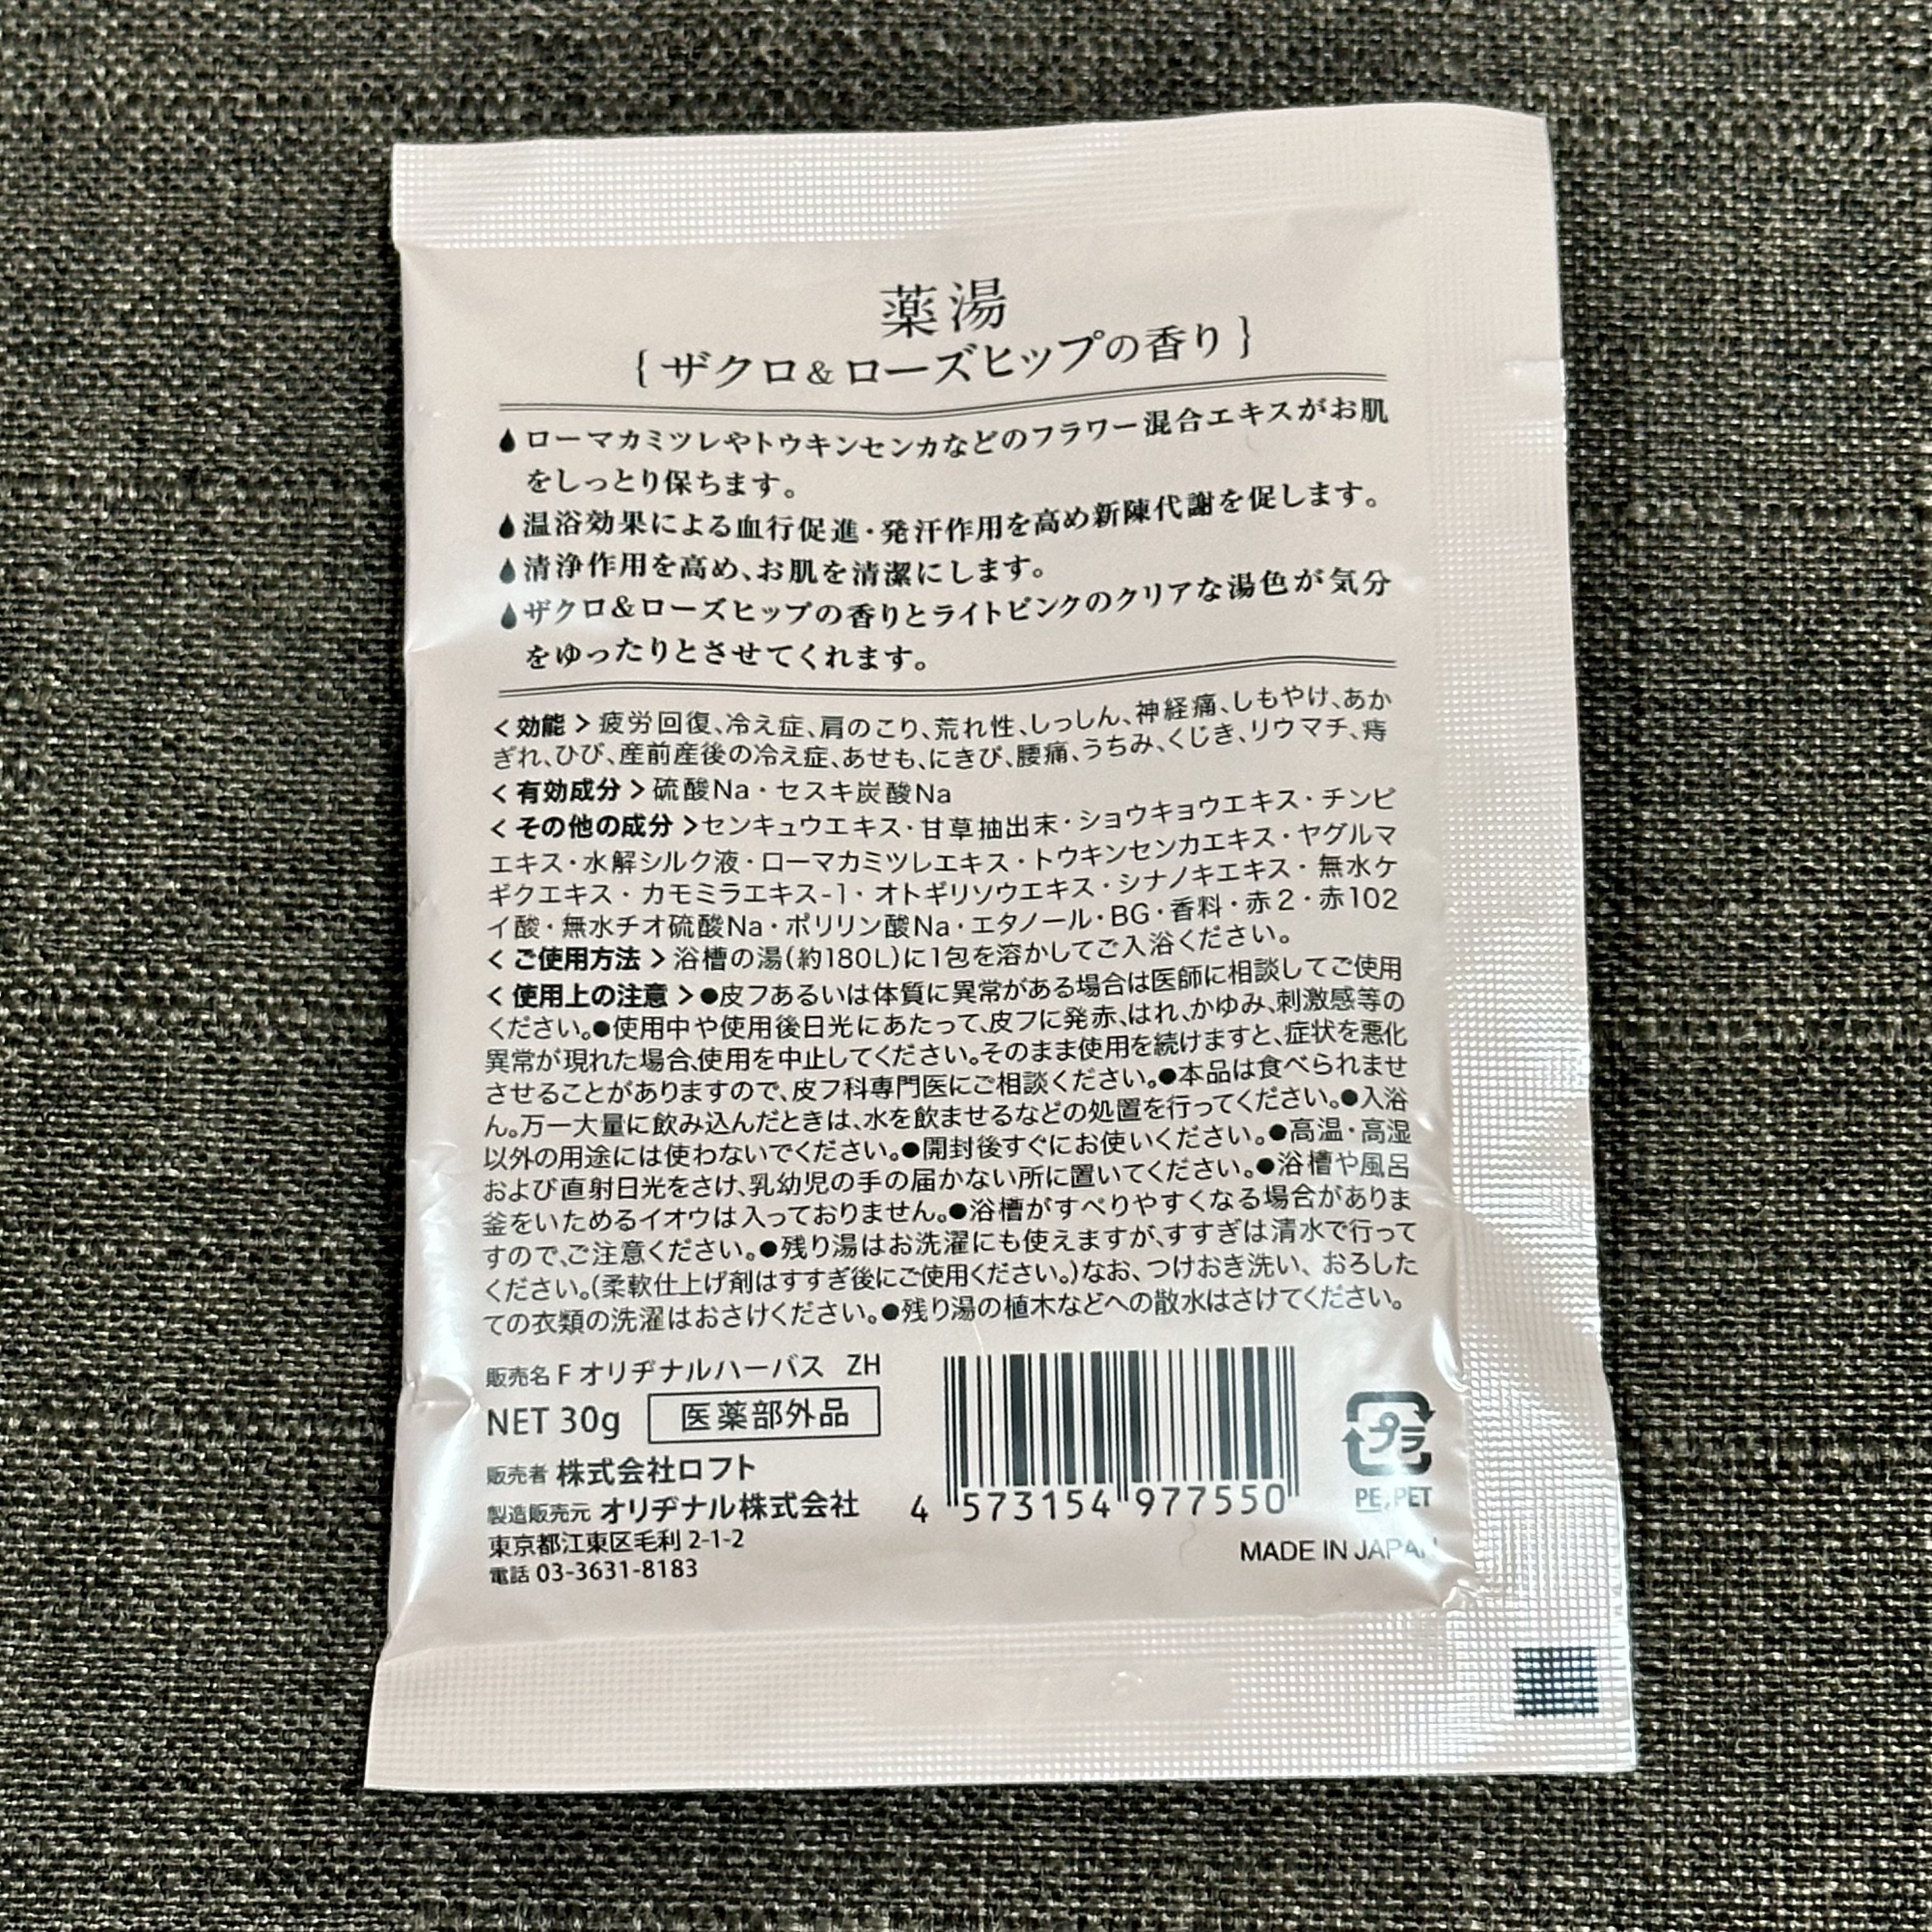 薬湯
{ ザクロ&ローズヒップの香り }
ローマカミツレやトウキンセンカなどのフラワー混合エキスがお肌
をしっとり保ちます。
温浴効果による血行促進・発汗作用を高め新陳代謝を促します。
清浄作用を高め、お肌を清潔にします。
ザクロ&ローズヒップの香りとライトピンクのクリアな湯色が気分
をゆったりとさせてくれます。
<効能>疲労回復、冷え症、肩のこり、荒れ性、しっしん、神経痛、しもやけ、あか
ぎれ、ひび、産前産後の冷え症、あせも、にきび、腰痛、うちみ、くじき、リウマチ、痔
<有効成分>硫酸Na・セスキ炭酸Na
<その他の成分>センキュウエキス・甘草抽出末・ショウキョウエキス・チンピ
エキス・水解シルク液・ローマカミツレエキス・トウキンセンカエキス・ヤグルマ
ギクエキス・カモミラエキス-1・オトギリソウエキス・シナノキエキス・無水ケ
イ酸・無水チオ硫酸Na・ポリリン酸Na・エタノール・BG・香料・赤2・赤102
<ご使用方法>浴槽の湯(約180L)に1包を溶かしてご入浴ください。
<使用上の注意>●皮フあるいは体質に異常がある場合は医師に相談してご使用
ください。●使用中や使用後日光にあたって、皮フに発赤、はれ、かゆみ、刺激感等の
異常が現れた場合、使用を中止してください。そのまま使用を続けますと、症状を悪化
させることがありますので、皮フ科専門医にご相談ください。●本品は食べられませ
ん。万一大量に飲み込んだときは、水を飲ませるなどの処置を行ってください。●入浴
以外の用途には使わないでください。●開封後すぐにお使いください。●高温・高湿
および直射日光をさけ、乳幼児の手の届かない所に置いてください。●浴槽や風呂
釜をいためるイオウは入っておりません。●浴槽がすべりやすくなる場合がありま
すので、ご注意ください。●残り湯はお洗濯にも使えますが、すすぎは清水で行って
ください。(柔軟仕上げ剤はすすぎ後にご使用ください。)なお、つけおき洗い、おろした
ての衣類の洗濯はおさけください。●残り湯の植木などへの散水はさけてください。
販売名 F オリヂナルハーバス ZH
NET 30g 医薬部外品
販売者 株式会社ロフト
製造販売元 オリヂナル株式会社
東京都江東区毛利 2-1-2
電話 03-3631-8183
4 573154 977550
プラ
PE,PET
MADE IN JAPAN